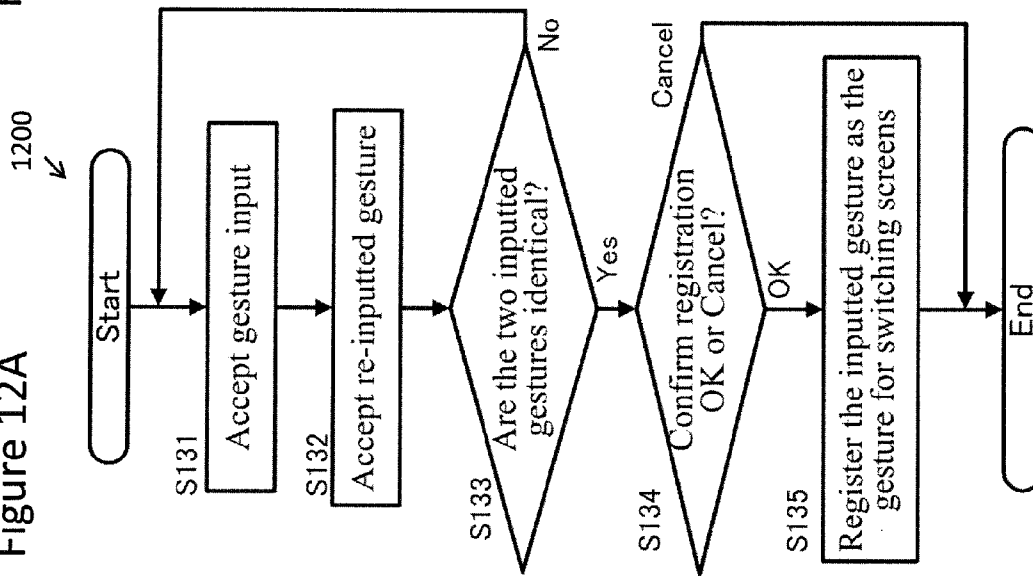 Figure 12A
1200
Start
S131
Accept gesture input
S132
Accept re-inputted gesture
S133
Are the two inputted
gestures identical?
No
Yes
S134
Confirm registration
OK or Cancel?
Cancel
OK
S135
Register the inputted gesture as the
gesture for switching screens
End